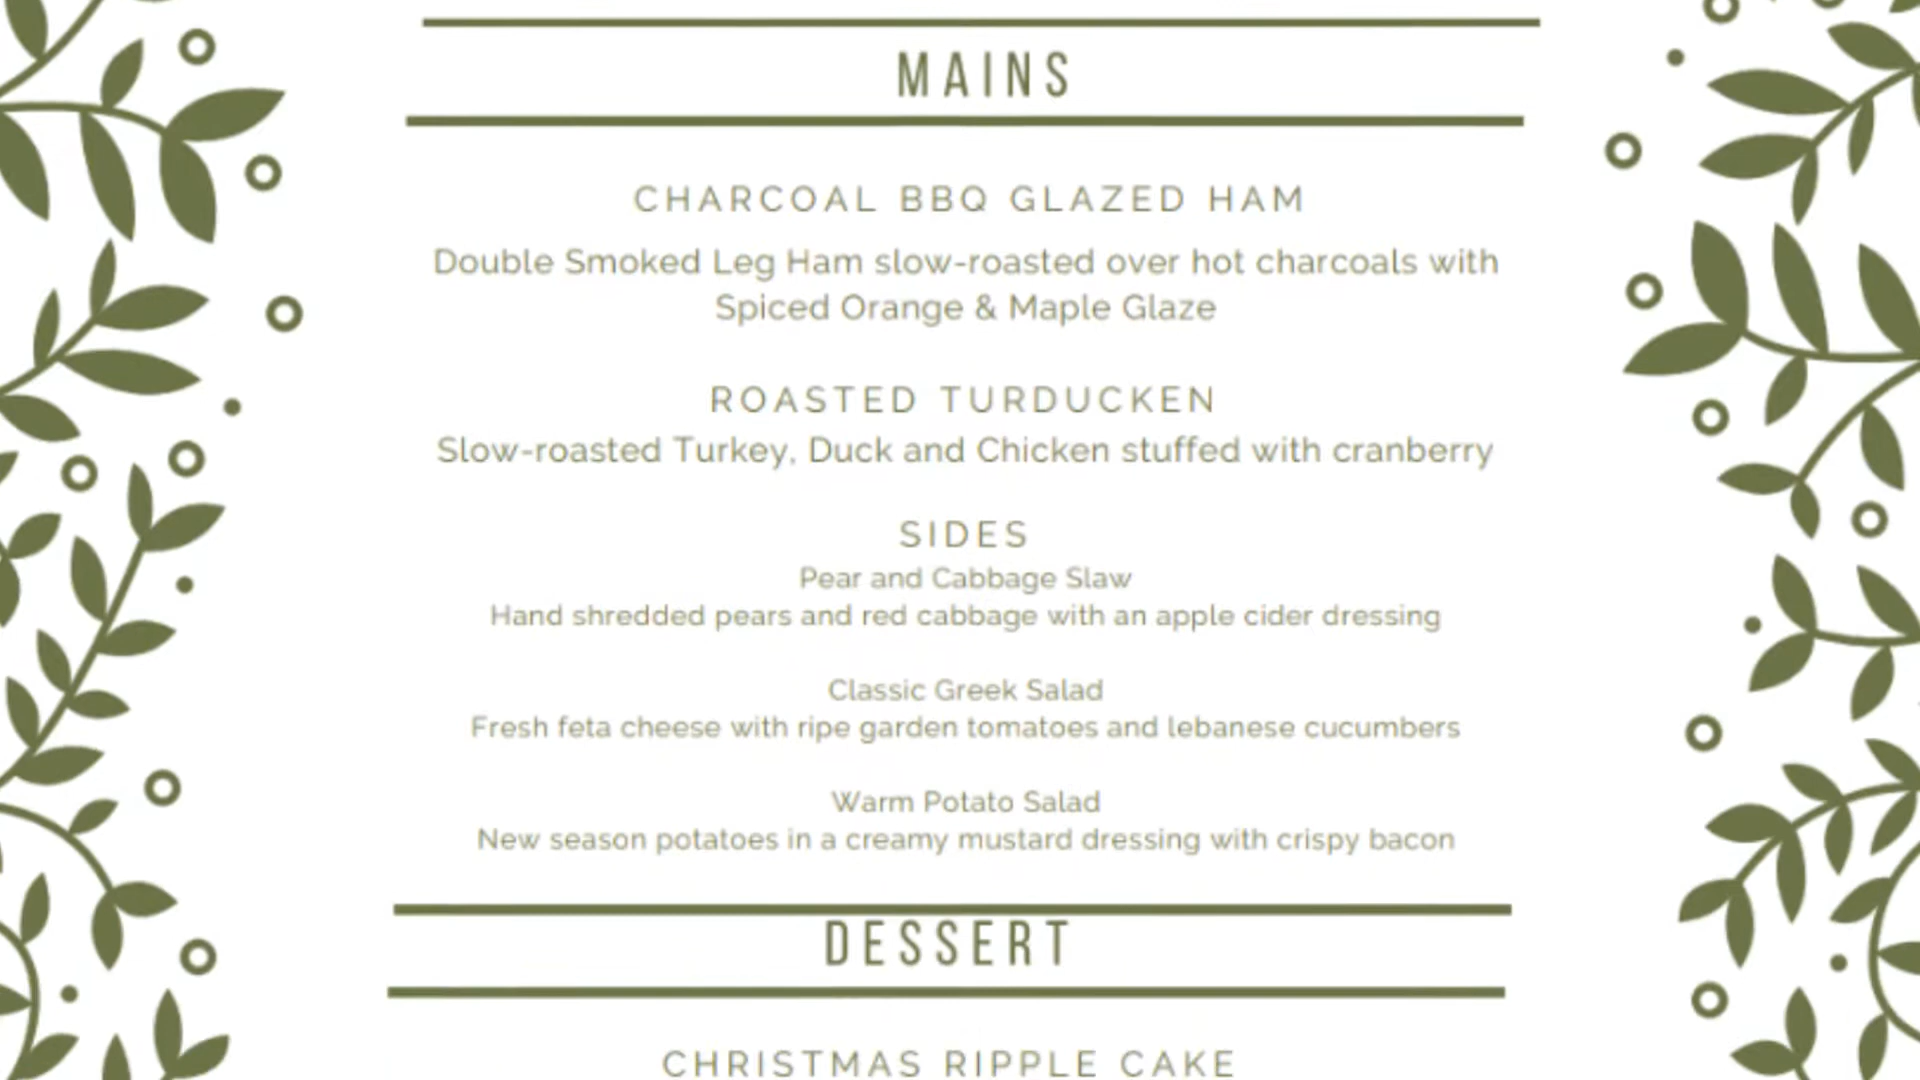 MAINS
CHARCOAL BBQ GLAZED HAM
Double Smoked Leg Ham slow-roasted over hot charcoals with
Spiced Orange & Maple Glaze
ROASTED TURDUCKEN
Slow-roasted Turkey, Duck and Chicken stuffed with cranberry
SIDES
Pear and Cabbage Slaw
Hand shredded pears and red cabbage with an apple cider dressing
Classic Greek Salad
Fresh feta cheese with ripe garden tomatoes and lebanese cucumbers
Warm Potato Salad
New season potatoes in a creamy mustard dressing with crispy bacon
DESSERT
CHRISTMAS RIPPLE CAKE